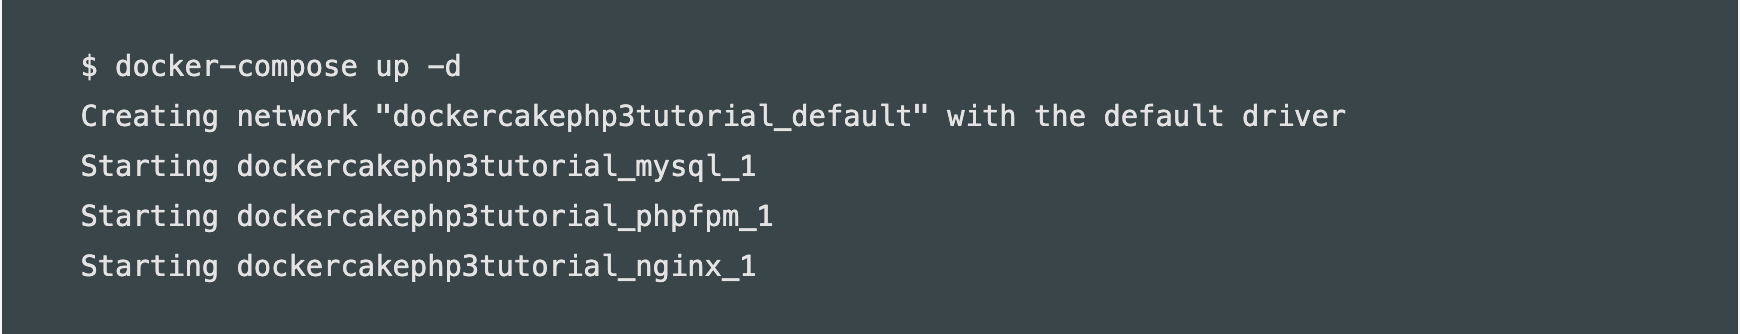 $ docker-compose up -d
Creating network "dockercakephp3tutorial_default" with the default driver
Starting dockercakephp3tutorial_mysql_1
Starting dockercakephp3tutorial_phpfpm_1
Starting dockercakephp3tutorial_nginx_1